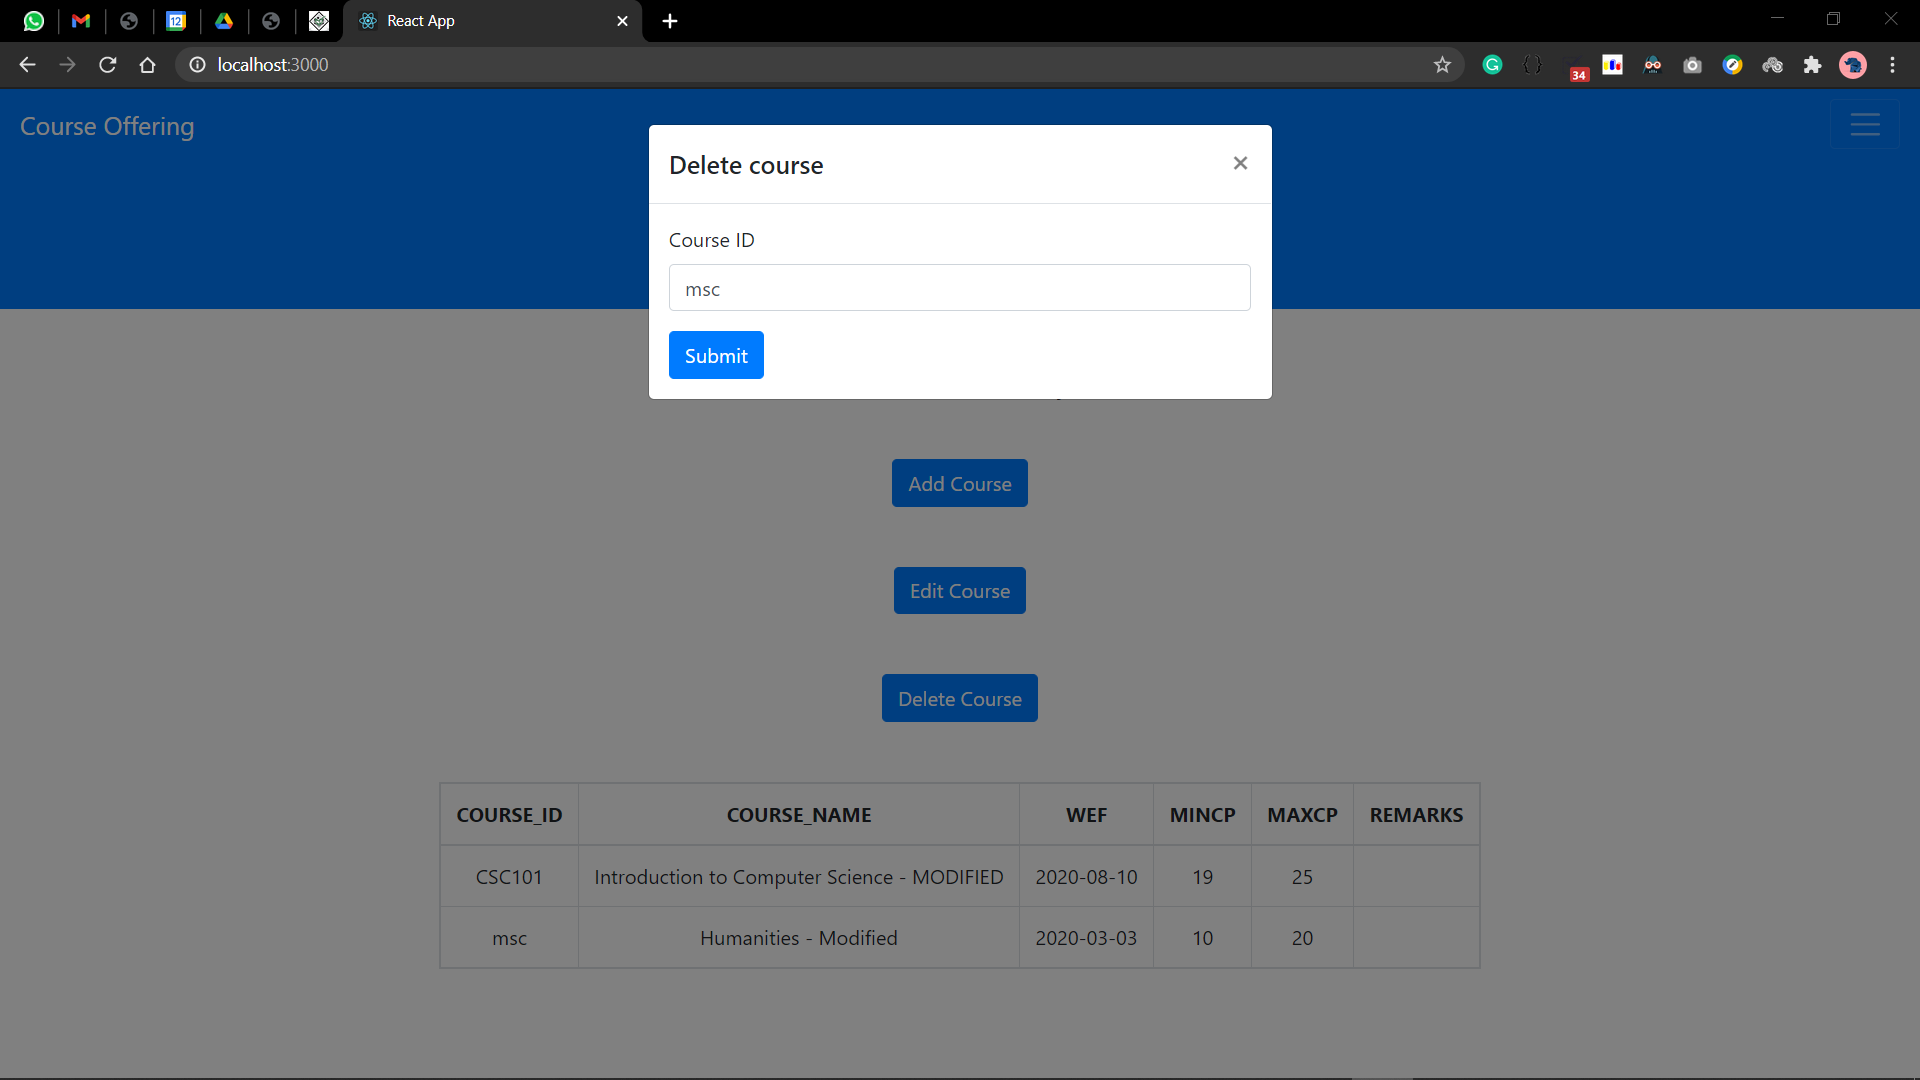 React App
localhost:3000
12
34
Course Offering
Delete course
Course ID
msc
Submit
Add Course
Edit Course
Delete Course
COURSE_ID COURSE_NAME WEF MINCP MAXCP REMARKS
CSC101 Introduction to Computer Science - MODIFIED 2020-08-10 19 25
msc Humanities - Modified 2020-03-03 10 20